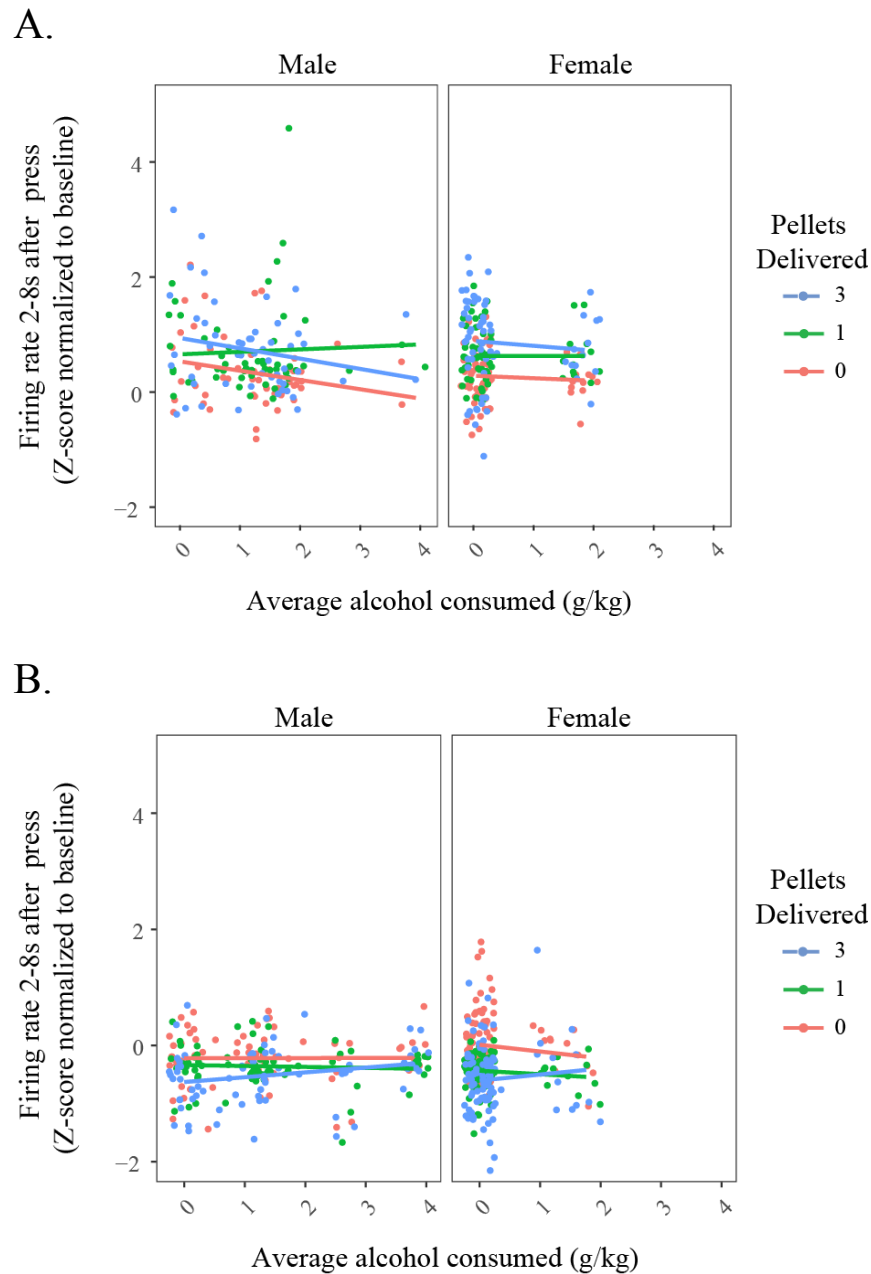 A.
Male Female
Firing rate 2-8s after press
(Z-score normalized to baseline)
4
2
0
−2
0 1 2 3 4
0 1 2 3 4
Average alcohol consumed (g/kg)
Pellets
Delivered
3
1
0
B.
Male Female
Firing rate 2-8s after press
(Z-score normalized to baseline)
4
2
0
−2
0 1 2 3 4
0 1 2 3 4
Average alcohol consumed (g/kg)
Pellets
Delivered
3
1
0